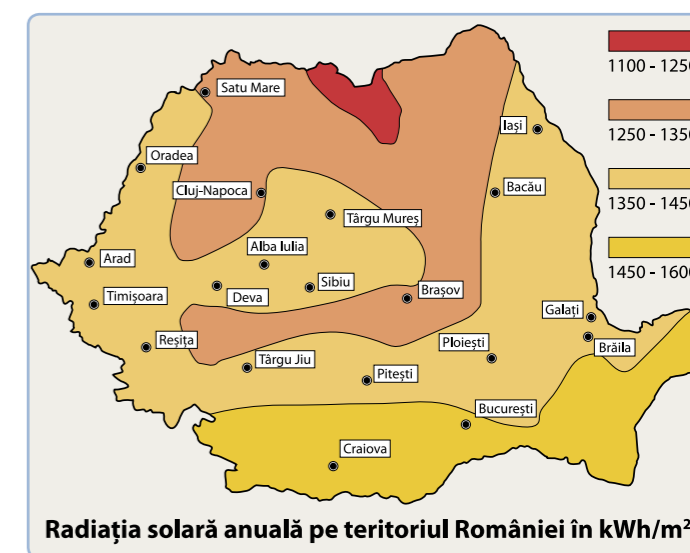 1100 - 1250
Satu Mare
1250 - 1350
Iași
Oradea
Cluj-Napoca
Bacău
1350 - 1450
Târgu Mureș
Alba Iulia
Arad
1450 - 1600
Sibiu
Timișoara
Deva
Brașov
Galați
Reșița
Ploiești
Brăila
Târgu Jiu
Pitești
București
Craiova
Radiația solară anuală pe teritoriul României în kWh/m²